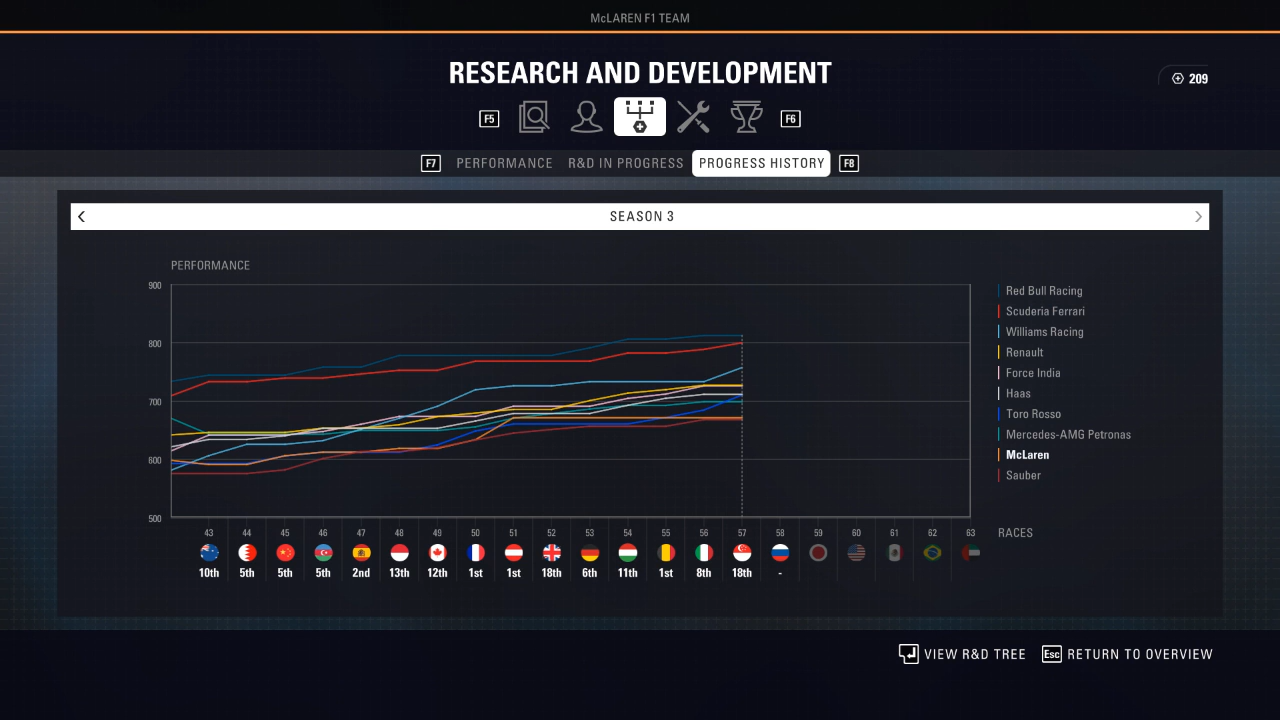 McLAREN F1 TEAM
RESEARCH AND DEVELOPMENT
209
F5 F6
F7 PERFORMANCE R&D IN PROGRESS PROGRESS HISTORY F8
SEASON 3
PERFORMANCE
900
800
700
600
500
Red Bull Racing
Scuderia Ferrari
Williams Racing
Renault
Force India
Haas
Toro Rosso
Mercedes-AMG Petronas
McLaren
Sauber
43 44 45 46 47 48 49 50 51 52 53 54 55 56 57 58 59 60 61 62 63 RACES
10th 5th 5th 5th 2nd 13th 12th 1st 1st 18th 6th 11th 1st 8th 18th -
VIEW R&D TREE Esc RETURN TO OVERVIEW